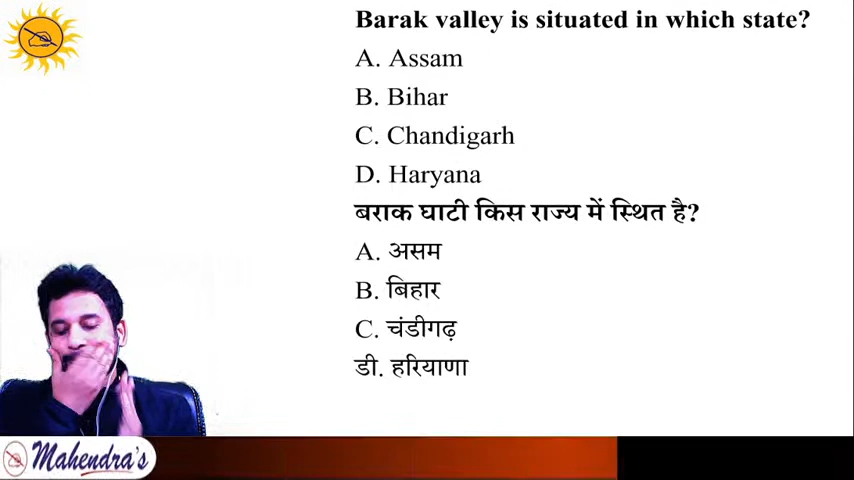 Barak valley is situated in which state?
A. Assam
B. Bihar
C. Chandigarh
D. Haryana
बराक घाटी किस राज्य में स्थित है?
A. असम
B. बिहार
C. चंडीगढ़
डी. हरियाणा
Mahendra's